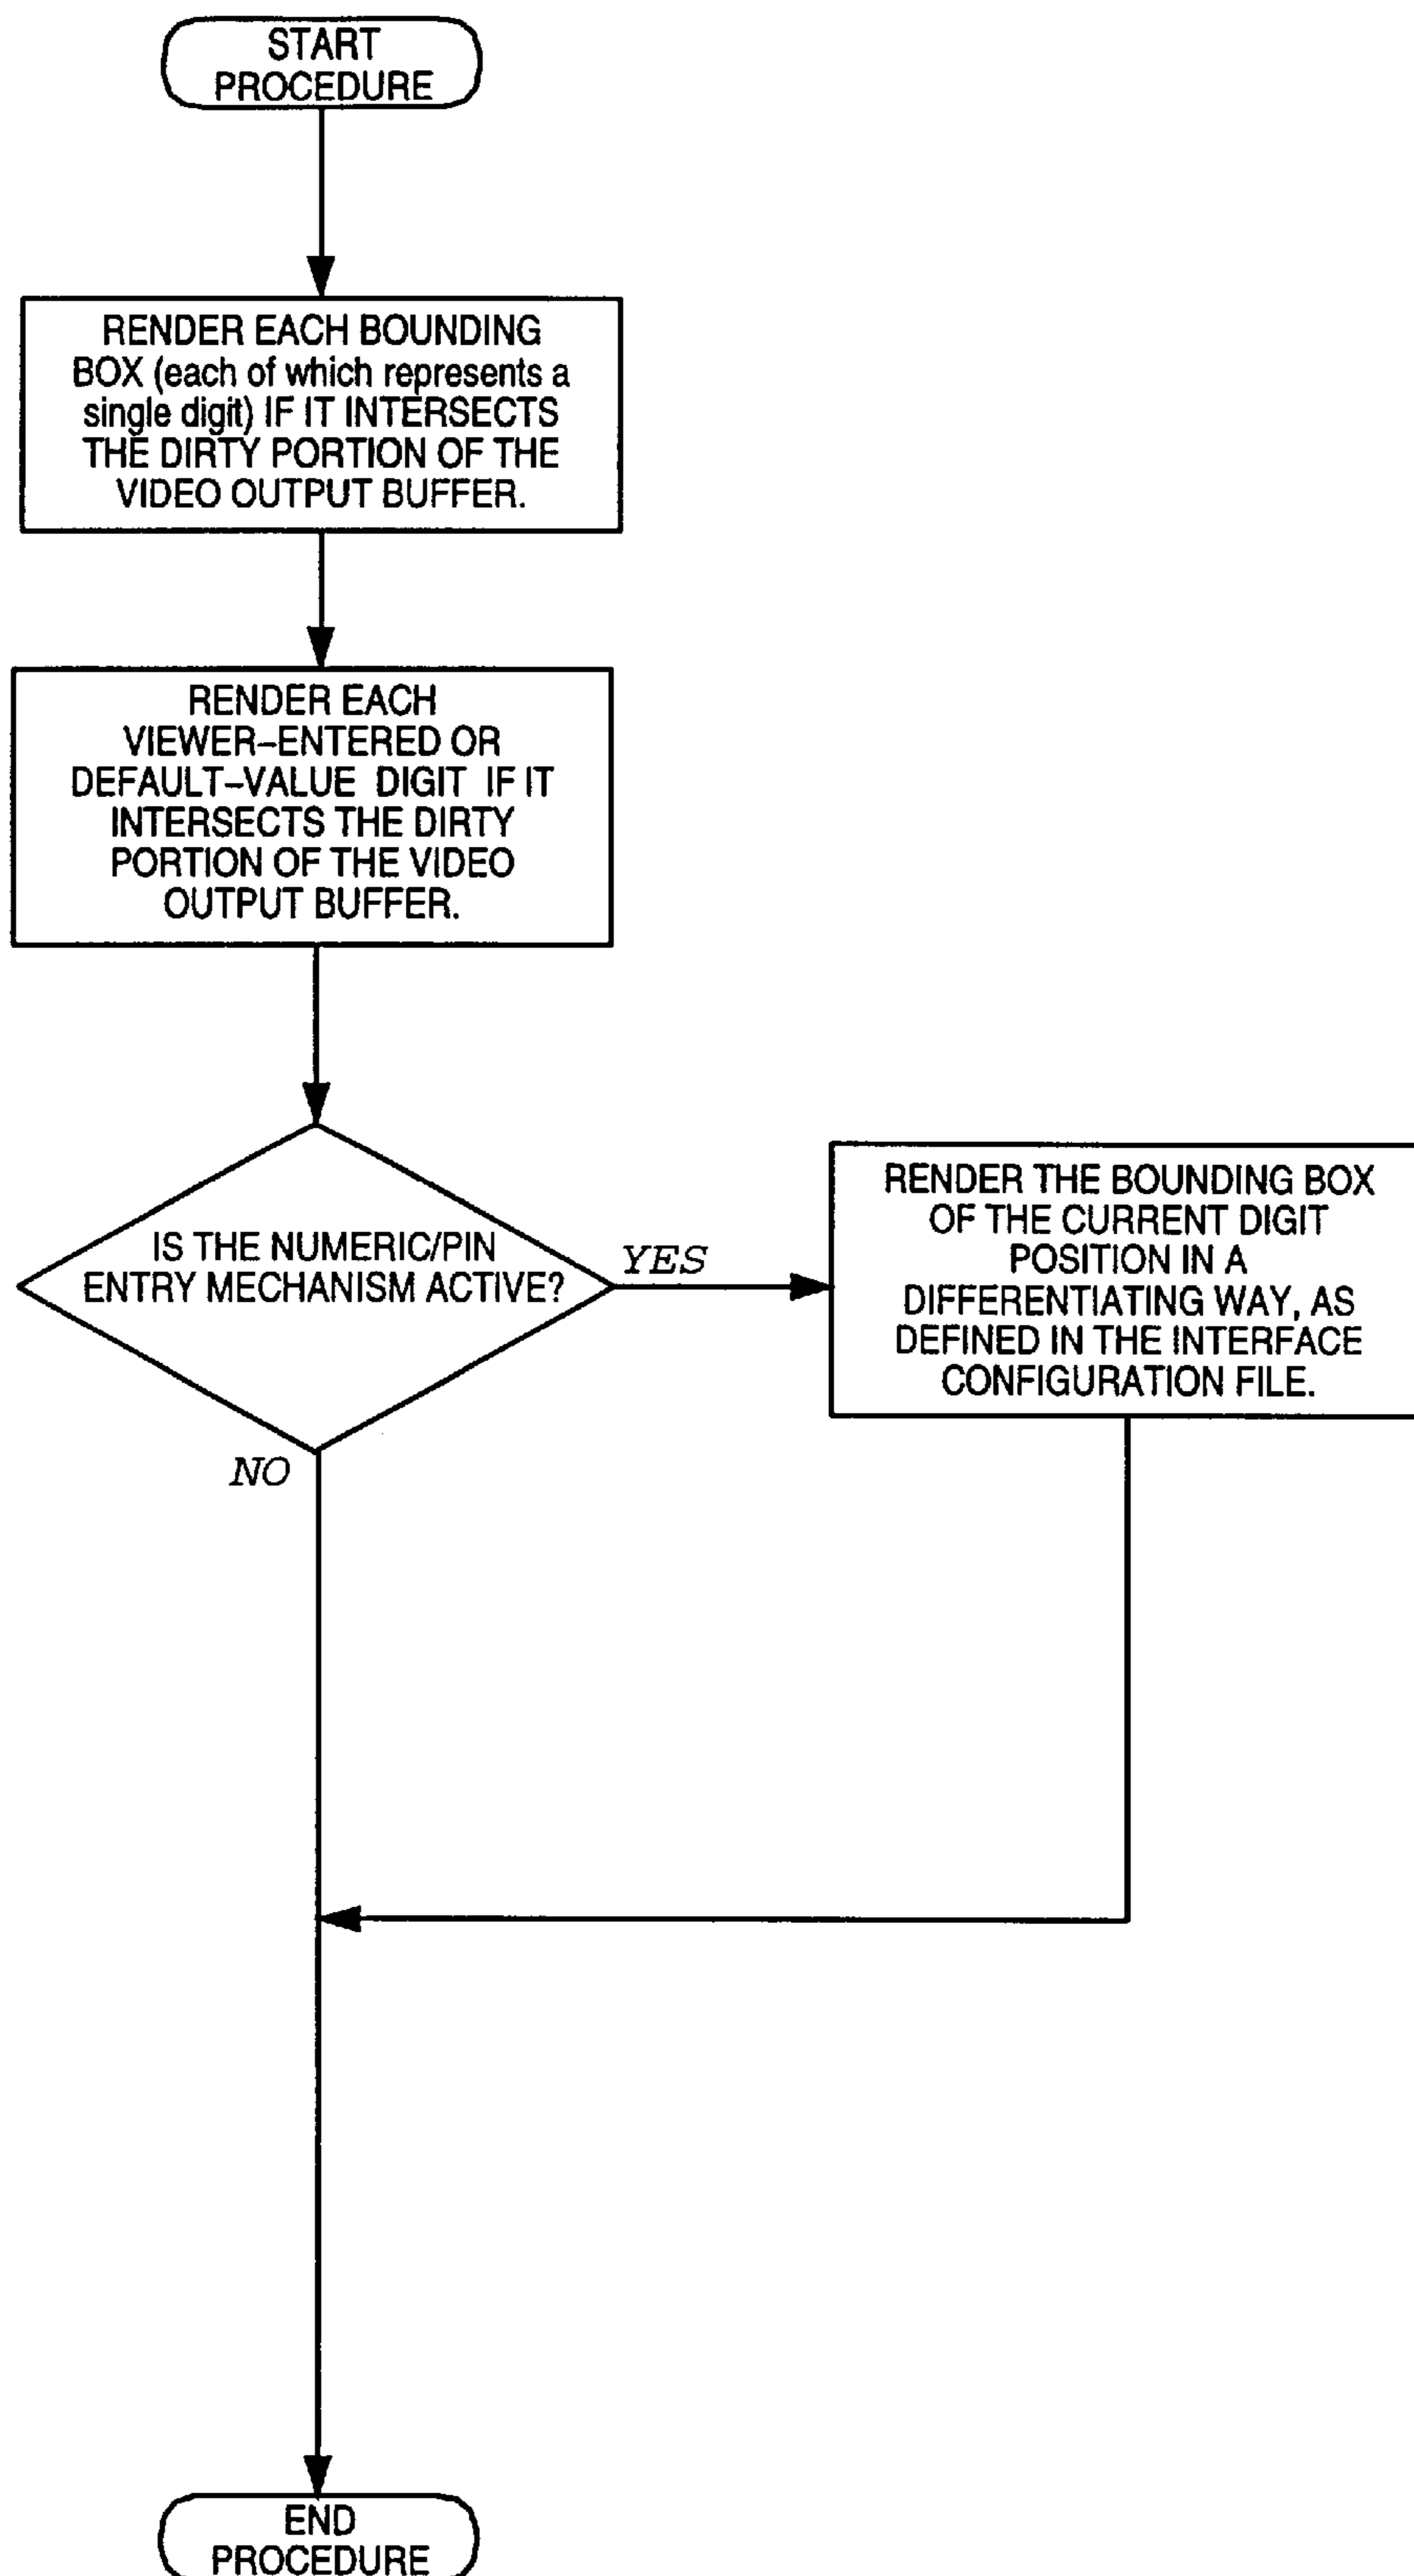 START
PROCEDURE
RENDER EACH BOUNDING
BOX (each of which represents a
single digit) IF IT INTERSECTS
THE DIRTY PORTION OF THE
VIDEO OUTPUT BUFFER.
RENDER EACH
VIEWER–ENTERED OR
DEFAULT–VALUE DIGIT IF IT
INTERSECTS THE DIRTY
PORTION OF THE VIDEO
OUTPUT BUFFER.
IS THE NUMERIC/PIN
ENTRY MECHANISM ACTIVE?
YES
RENDER THE BOUNDING BOX
OF THE CURRENT DIGIT
POSITION IN A
DIFFERENTIATING WAY, AS
DEFINED IN THE INTERFACE
CONFIGURATION FILE.
NO
END
PROCEDURE